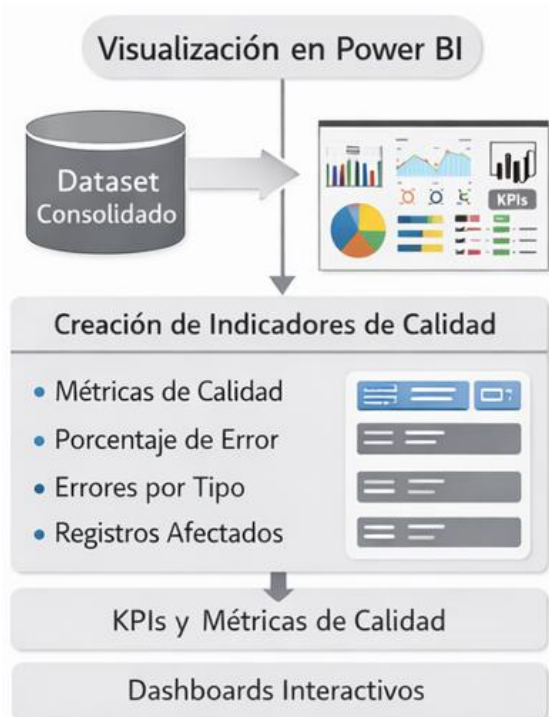 Visualización en Power BI
Dataset
Consolidado
KPIs
Creación de Indicadores de Calidad
• Métricas de Calidad
• Porcentaje de Error
• Errores por Tipo
• Registros Afectados
KPIs y Métricas de Calidad
Dashboards Interactivos